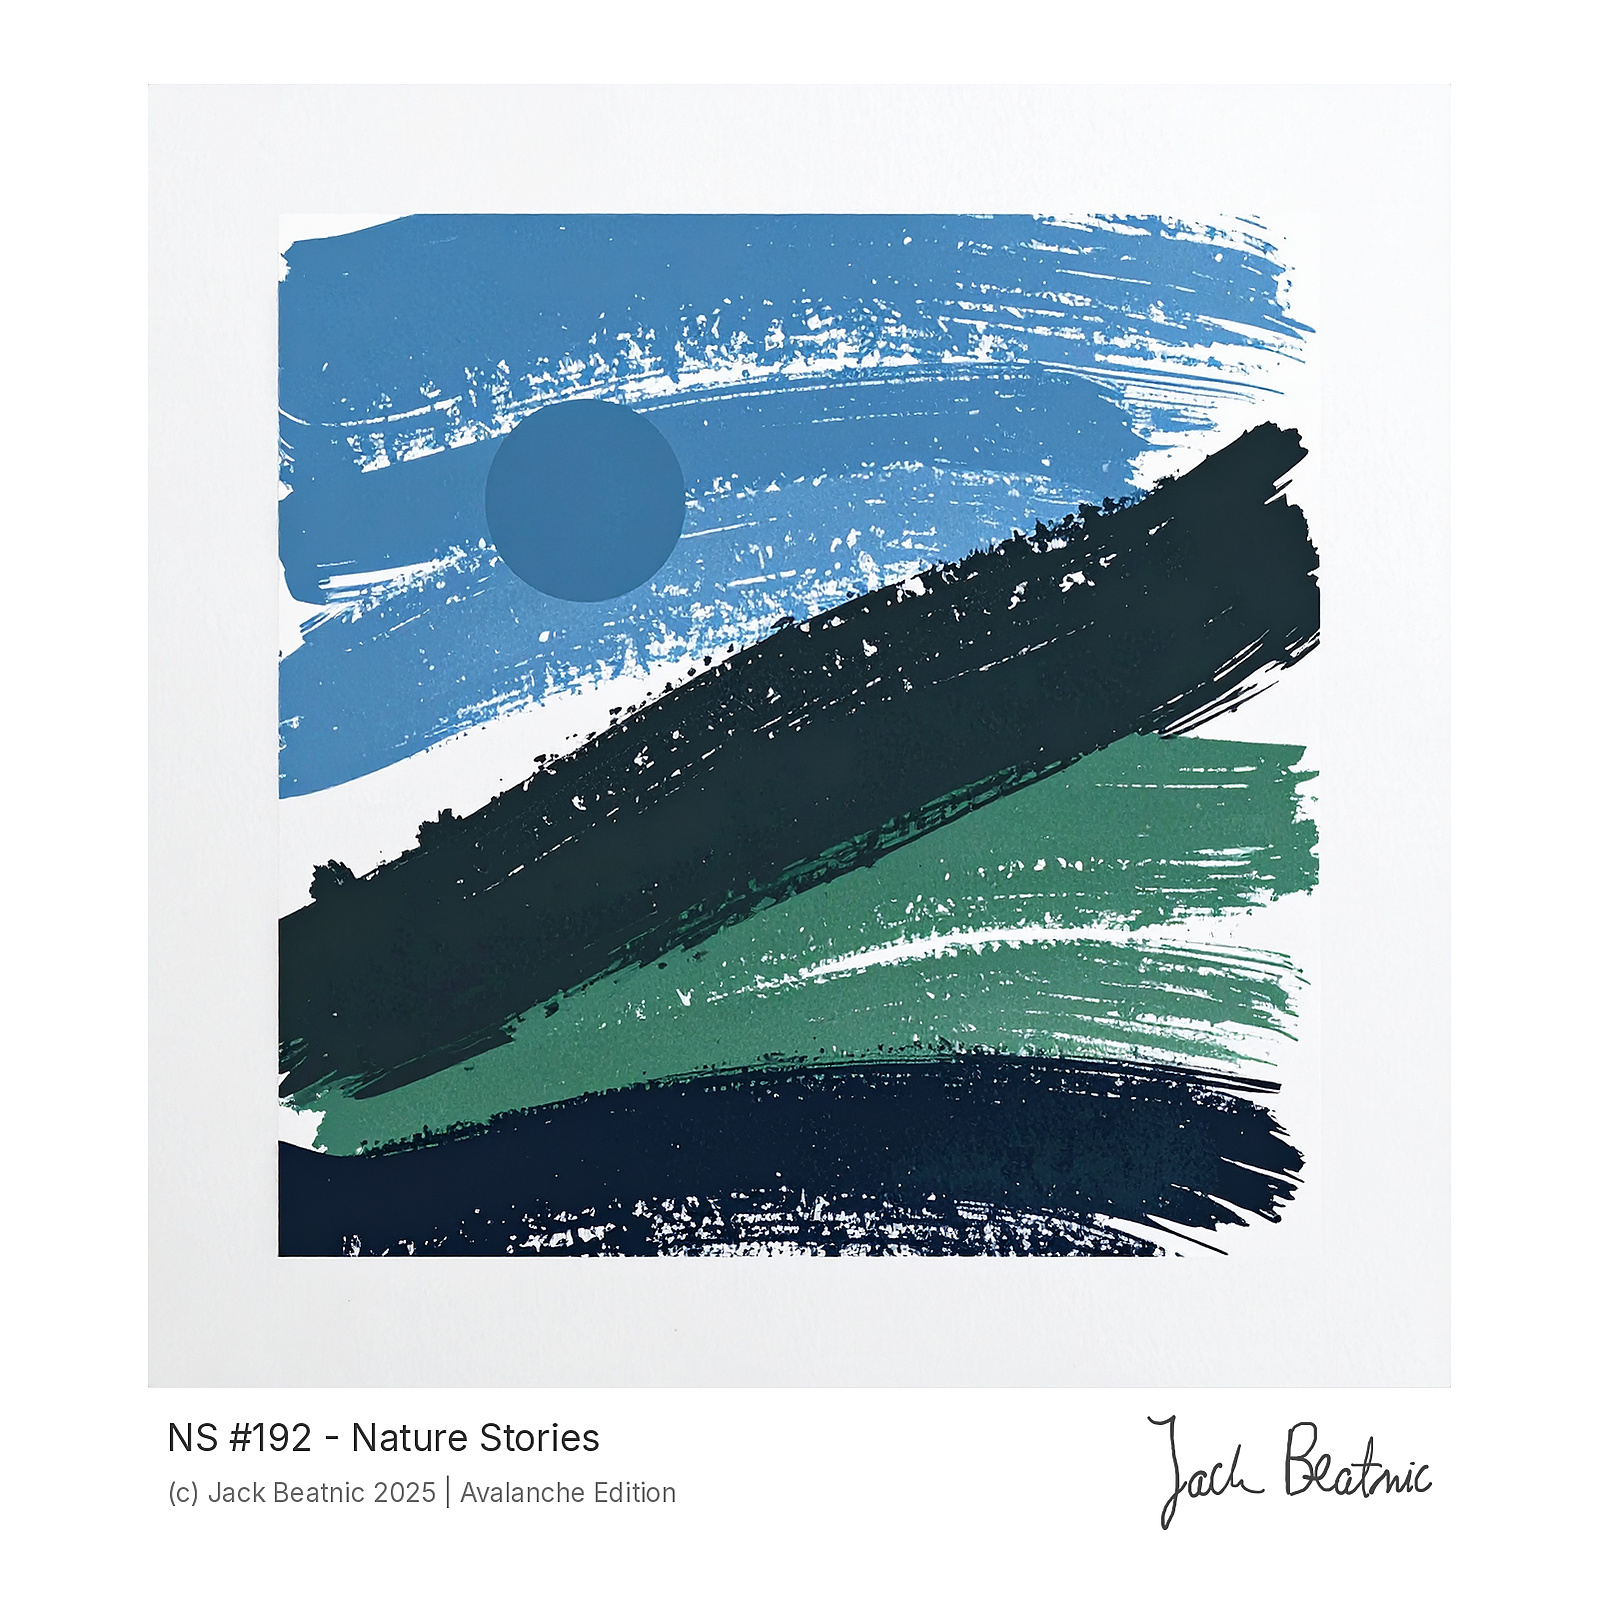 NS #192 - Nature Stories
(c) Jack Beatnic 2025 | Avalanche Edition
Jack Beatnic